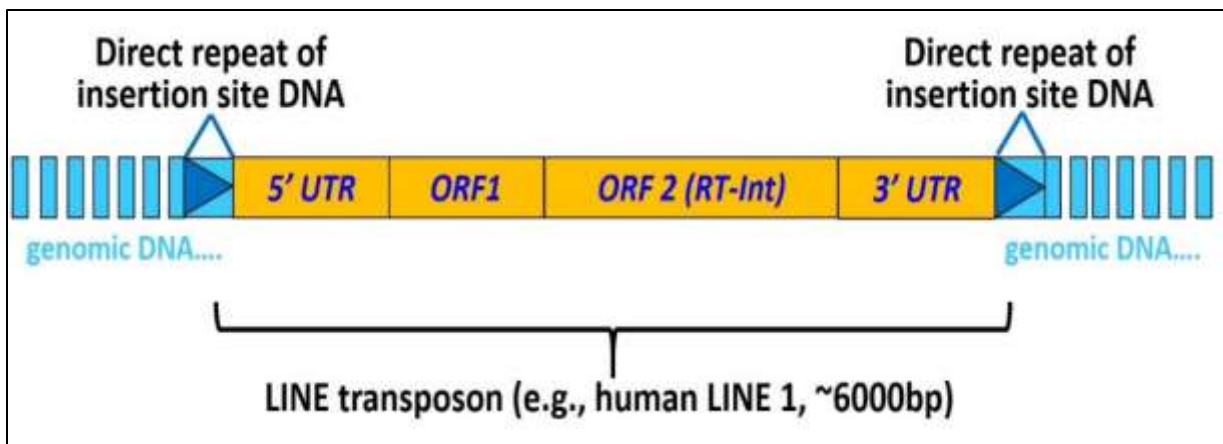 Direct repeat of
insertion site DNA
Direct repeat of
insertion site DNA
5' UTR
ORF1
ORF 2 (RT-Int)
3' UTR
genomic DNA....
genomic DNA....
LINE transposon (e.g., human LINE 1, ~6000bp)